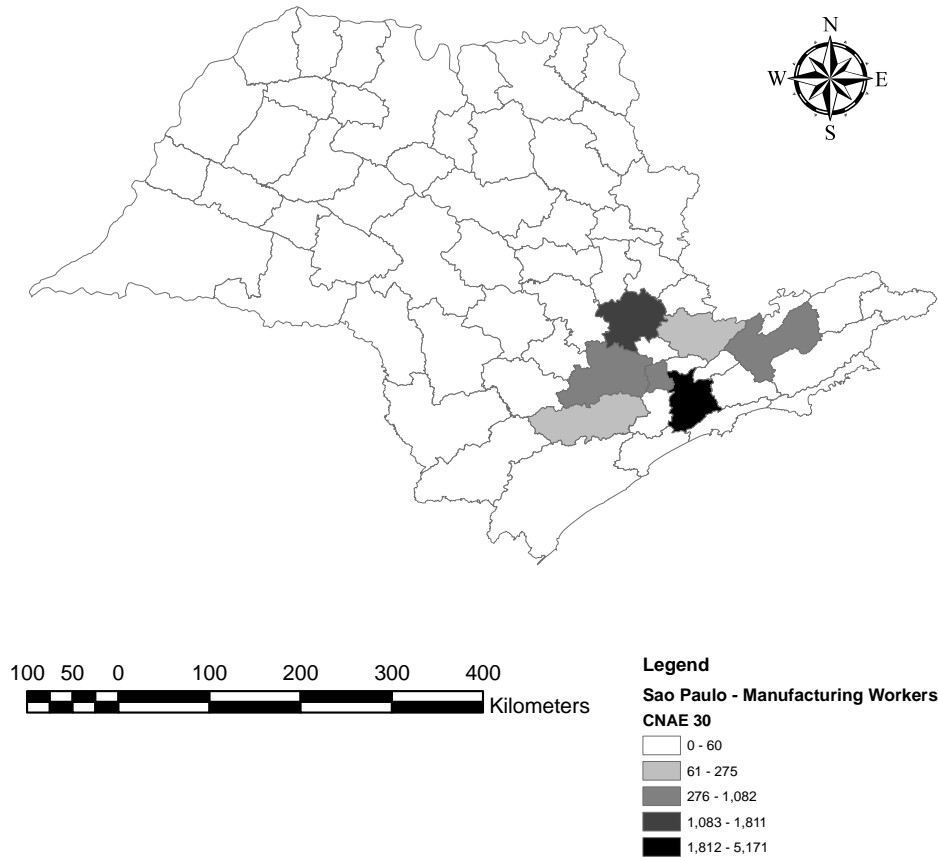 N
W E
S
100 50 0 100 200 300 400
Kilometers
Legend
Sao Paulo - Manufacturing Workers
CNAE 30
0 - 60
61 - 275
276 - 1,082
1,083 - 1,811
1,812 - 5,171